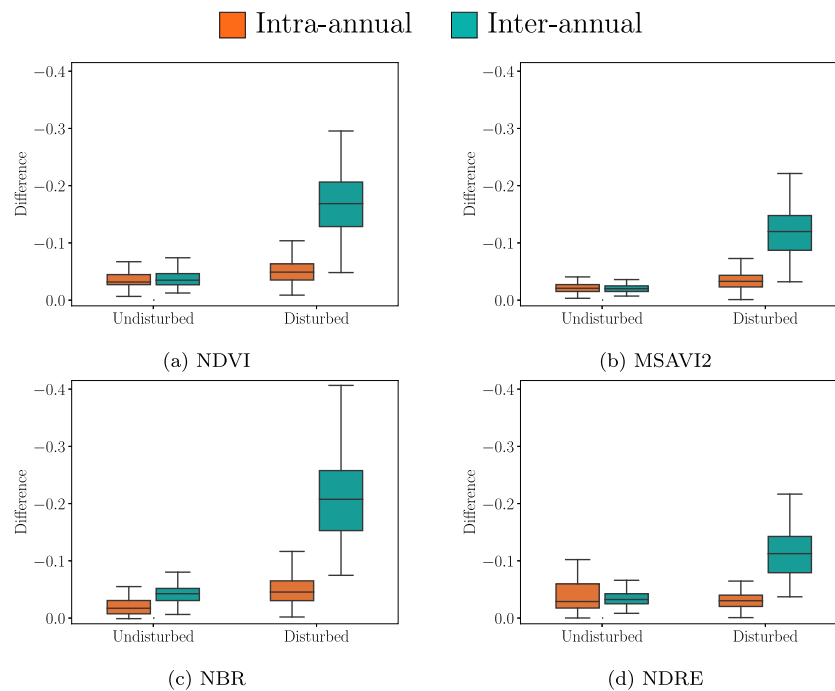 Intra-annual Inter-annual
−0.4 −0.3 −0.2 −0.1 0.0
Difference
Undisturbed Disturbed
(a) NDVI
−0.4 −0.3 −0.2 −0.1 0.0
Difference
Undisturbed Disturbed
(b) MSAVI2
−0.4 −0.3 −0.2 −0.1 0.0
Difference
Undisturbed Disturbed
(c) NBR
−0.4 −0.3 −0.2 −0.1 0.0
Difference
Undisturbed Disturbed
(d) NDRE